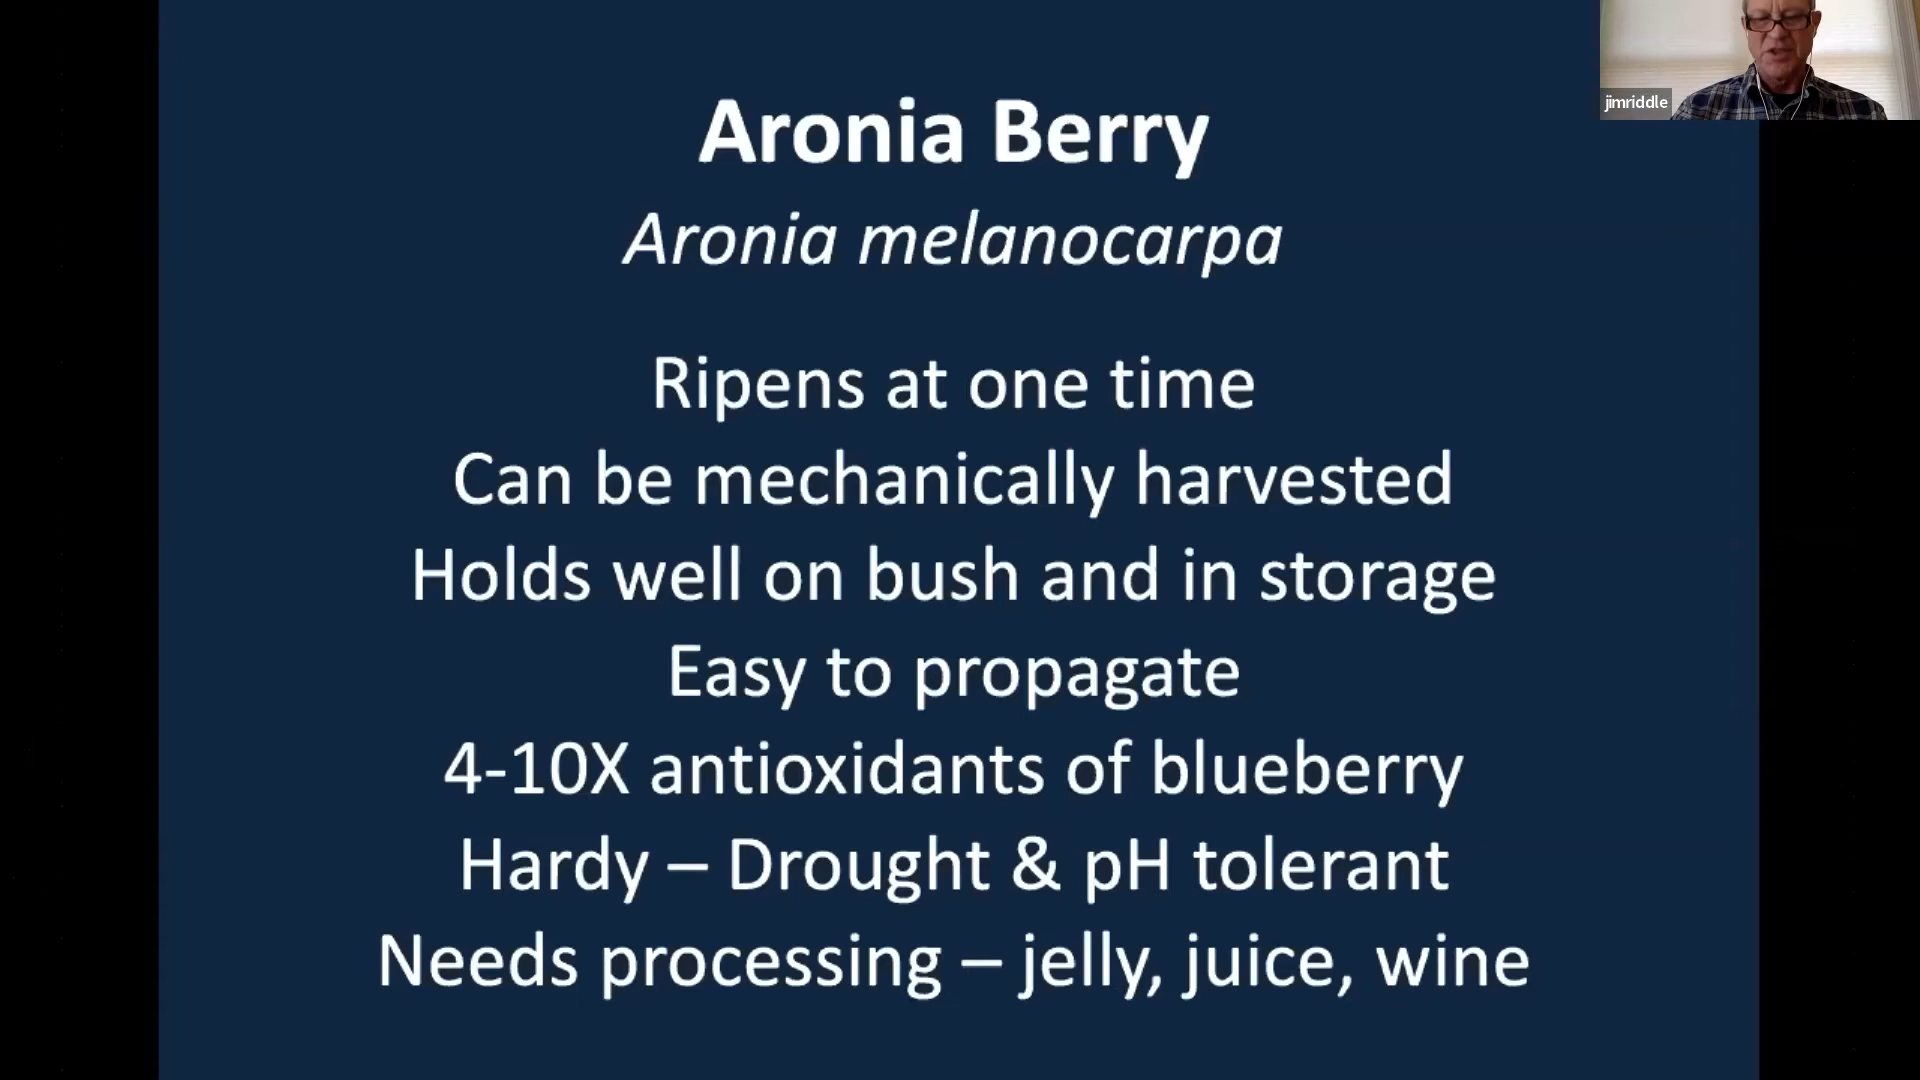 jimriddle
Aronia Berry
Aronia melanocarpa
Ripens at one time
Can be mechanically harvested
Holds well on bush and in storage
Easy to propagate
4-10X antioxidants of blueberry
Hardy – Drought & pH tolerant
Needs processing – jelly, juice, wine